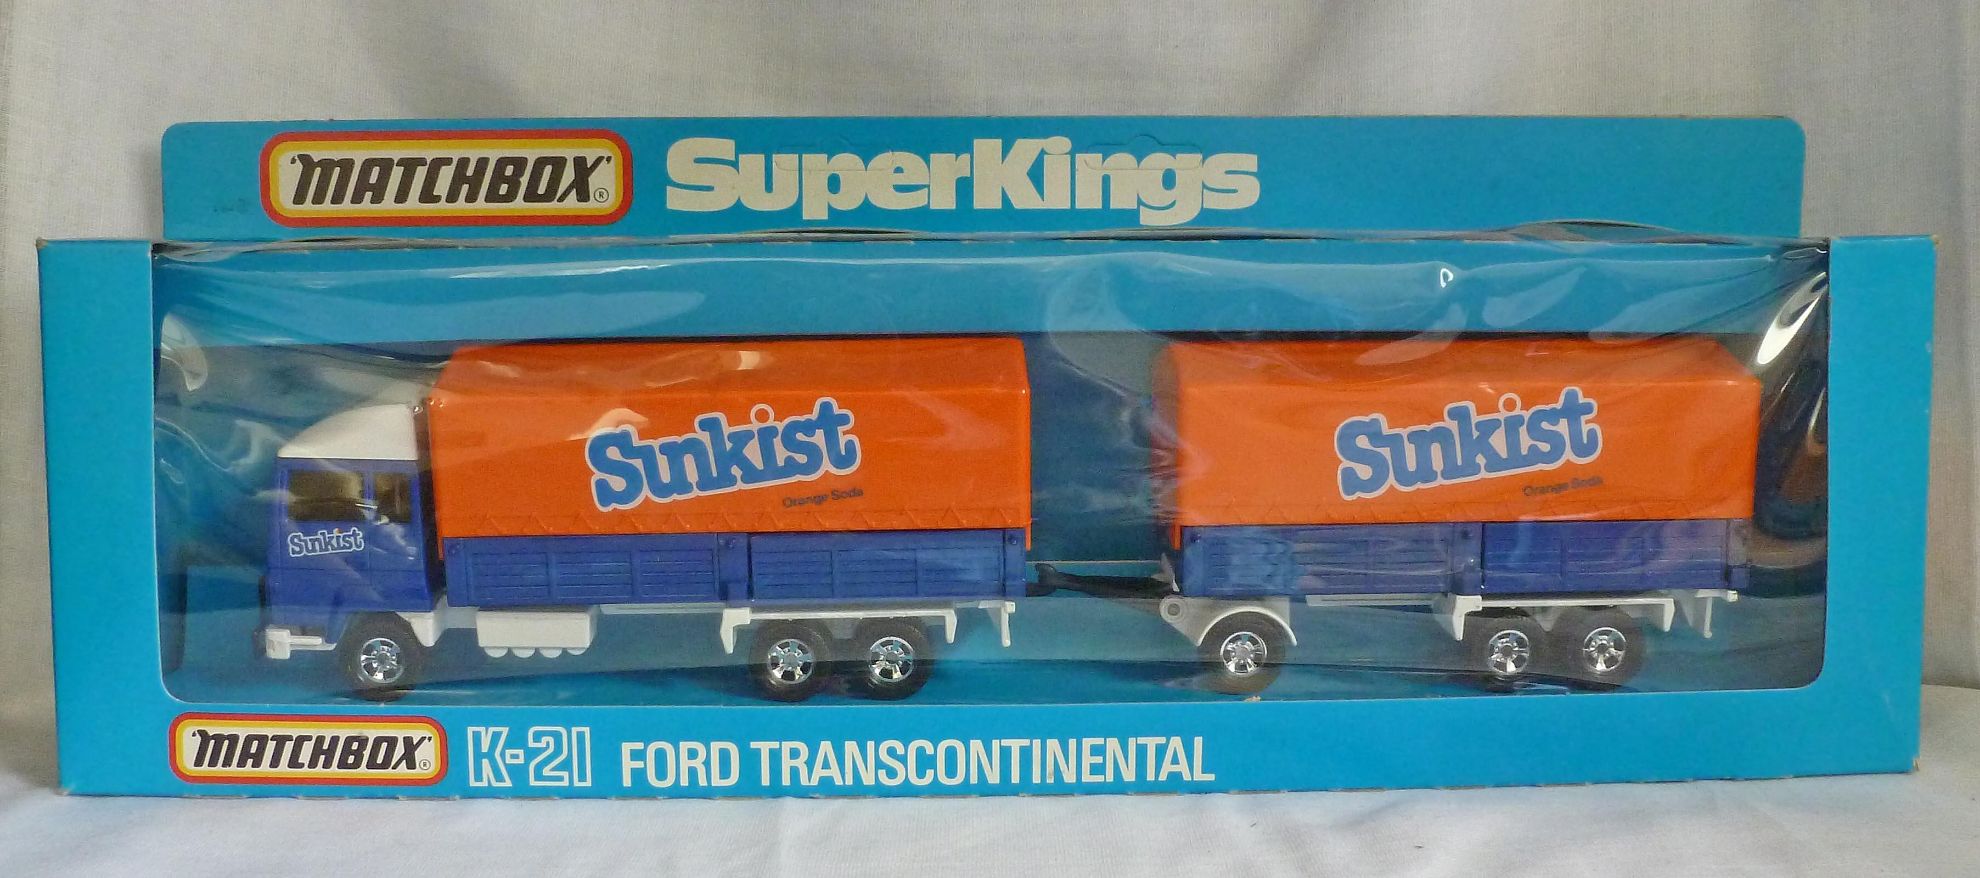 'MATCHBOX'® SuperKings
Sunkist
Orange Soda
Sunkist
Orange Soda
Sunkist
'MATCHBOX'® K-21 FORD TRANSCONTINENTAL